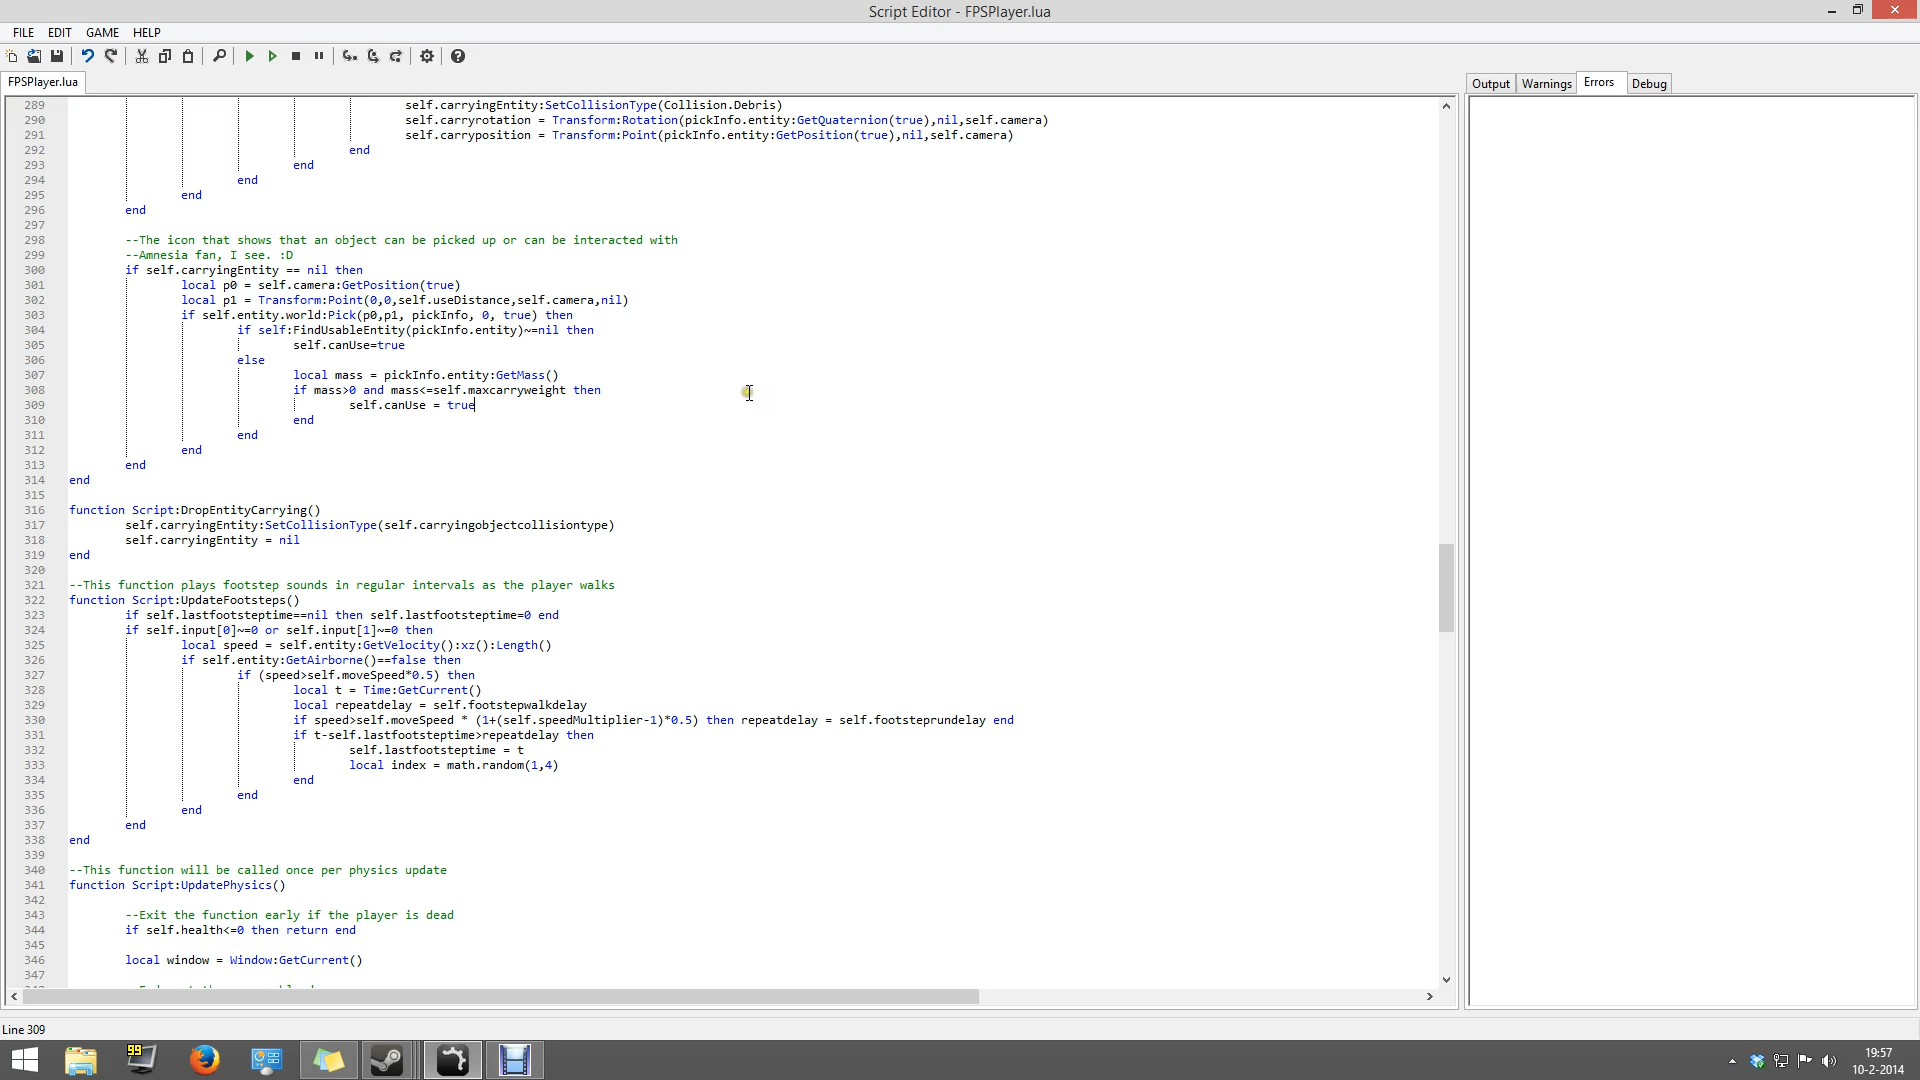 Script Editor - FPSPlayer.lua
FILE EDIT GAME HELP
FPSPlayer.lua
Output Warnings Errors Debug
289 self.carryingEntity:SetCollisionType(Collision.Debris)
290 self.carryrotation = Transform:Rotation(pickInfo.entity:GetQuaternion(true),nil,self.camera)
291 self.carryposition = Transform:Point(pickInfo.entity:GetPosition(true),nil,self.camera)
292 end
293 end
294 end
295 end
296 end
297
298 --The icon that shows that an object can be picked up or can be interacted with
299 --Amnesia fan, I see. :D
300 if self.carryingEntity == nil then
301 local p0 = self.camera:GetPosition(true)
302 local p1 = Transform:Point(0,0,self.useDistance,self.camera,nil)
303 if self.entity.world:Pick(p0,p1, pickInfo, 0, true) then
304 if self:FindUsableEntity(pickInfo.entity)~=nil then
305 self.canUse=true
306 else
307 local mass = pickInfo.entity:GetMass()
308 if mass>0 and mass<=self.maxcarryweight then
309 self.canUse = true
310 end
311 end
312 end
313 end
314 end
315
316 function Script:DropEntityCarrying()
317 self.carryingEntity:SetCollisionType(self.carryingobjectcollisiontype)
318 self.carryingEntity = nil
319 end
320
321 --This function plays footstep sounds in regular intervals as the player walks
322 function Script:UpdateFootsteps()
323 if self.lastfootsteptime==nil then self.lastfootsteptime=0 end
324 if self.input[0]~=0 or self.input[1]~=0 then
325 local speed = self.entity:GetVelocity():xz():Length()
326 if self.entity:GetAirborne()==false then
327 if (speed>self.moveSpeed*0.5) then
328 local t = Time:GetCurrent()
329 local repeatdelay = self.footstepwalkdelay
330 if speed>self.moveSpeed * (1+(self.speedMultiplier-1)*0.5) then repeatdelay = self.footsteprundelay end
331 if t-self.lastfootsteptime>repeatdelay then
332 self.lastfootsteptime = t
333 local index = math.random(1,4)
334 end
335 end
336 end
337 end
338 end
339
340 --This function will be called once per physics update
341 function Script:UpdatePhysics()
342
343 --Exit the function early if the player is dead
344 if self.health<=0 then return end
345
346 local window = Window:GetCurrent()
347
Line 309
99
19:57
10-2-2014